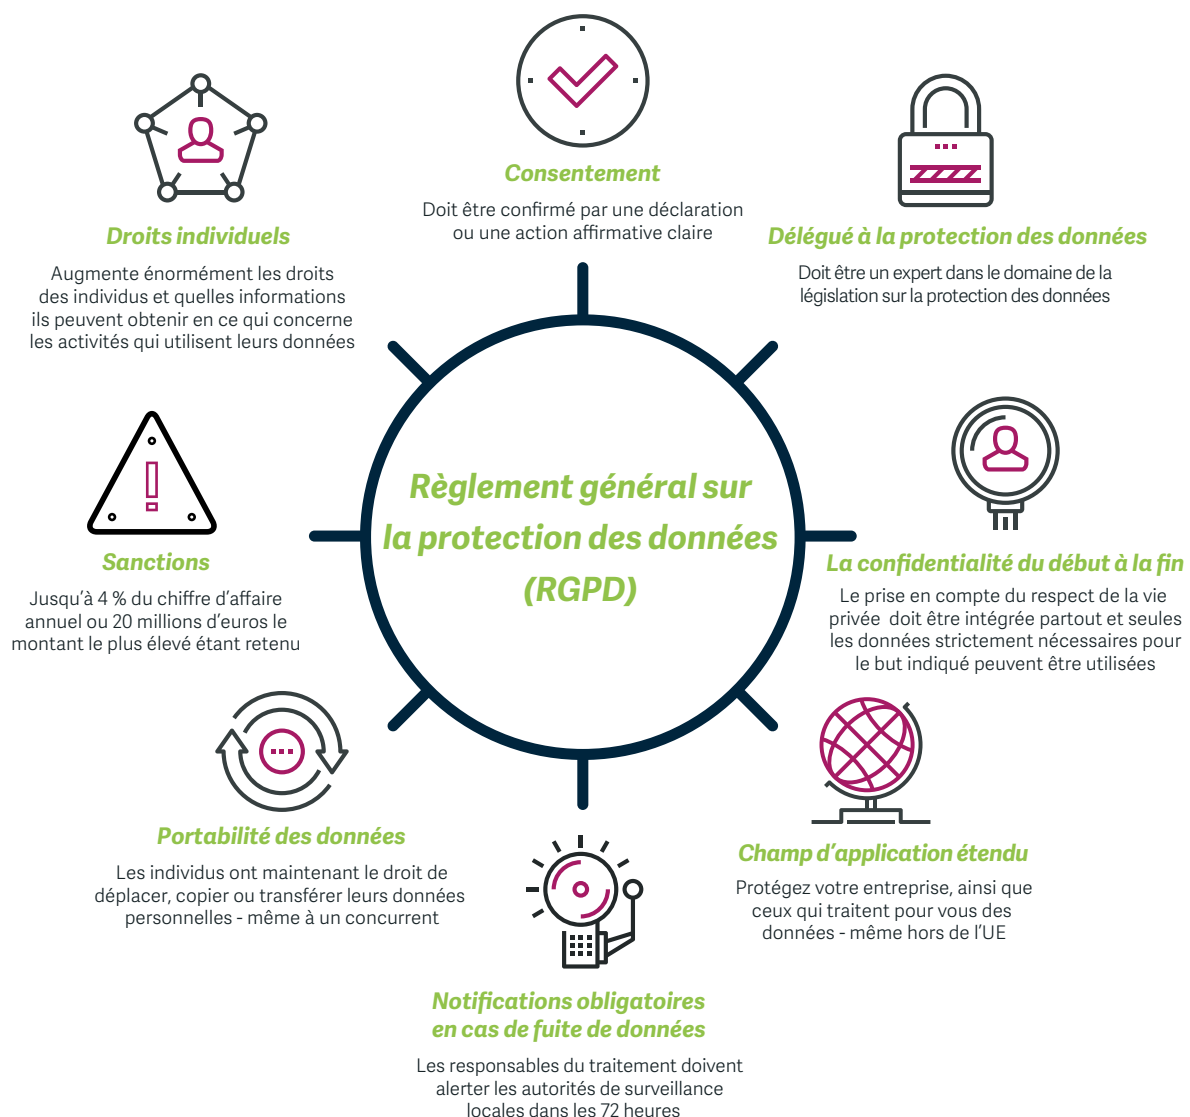 Consentement
Doit être confirmé par une déclaration
ou une action affirmative claire
Délégué à la protection des données
Doit être un expert dans le domaine de la
législation sur la protection des données
Droits individuels
Augmente énormément les droits
des individus et quelles informations
ils peuvent obtenir en ce qui concerne
les activités qui utilisent leurs données
Règlement général sur
la protection des données
(RGPD)
Sanctions
Jusqu'à 4 % du chiffre d'affaire
annuel ou 20 millions d'euros le
montant le plus élevé étant retenu
La confidentialité du début à la fin
Le prise en compte du respect de la vie
privée doit être intégrée partout et seules
les données strictement nécessaires pour
le but indiqué peuvent être utilisées
Portabilité des données
Les individus ont maintenant le droit de
déplacer, copier ou transférer leurs données
personnelles - même à un concurrent
Champ d'application étendu
Protégez votre entreprise, ainsi que
ceux qui traitent pour vous des
données - même hors de l'UE
Notifications obligatoires
en cas de fuite de données
Les responsables du traitement doivent
alerter les autorités de surveillance
locales dans les 72 heures